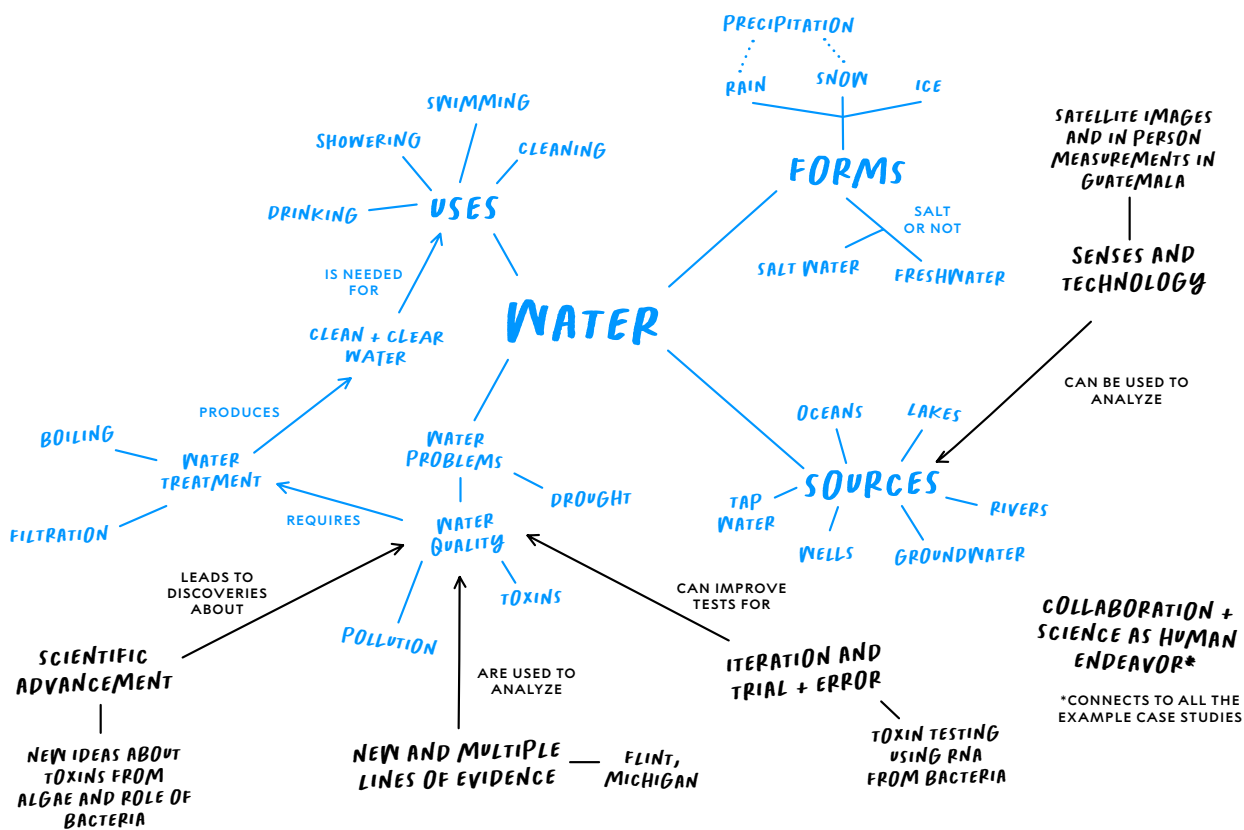 PRECIPITATION
RAIN
SNOW
ICE
FORMS
SALT
OR NOT
SALT WATER
FRESHWATER
SWIMMING
SHOWERING
CLEANING
DRINKING
USES
IS NEEDED
FOR
CLEAN + CLEAR
WATER
WATER
SATELLITE IMAGES
AND IN PERSON
MEASUREMENTS IN
GUATEMALA
SENSES AND
TECHNOLOGY
CAN BE USED TO
ANALYZE
PRODUCES
BOILING
WATER
TREATMENT
FILTRATION
REQUIRES
WATER
PROBLEMS
DROUGHT
WATER
QUALITY
TOXINS
POLLUTION
OCEANS
LAKES
SOURCES
TAP
WATER
WELLS
GROUNDWATER
RIVERS
LEADS TO
DISCOVERIES
ABOUT
SCIENTIFIC
ADVANCEMENT
NEW IDEAS ABOUT
TOXINS FROM
ALGAE AND ROLE OF
BACTERIA
ARE USED TO
ANALYZE
NEW AND MULTIPLE
LINES OF EVIDENCE
FLINT,
MICHIGAN
CAN IMPROVE
TESTS FOR
ITERATION AND
TRIAL + ERROR
TOXIN TESTING
USING RNA
FROM BACTERIA
COLLABORATION +
SCIENCE AS HUMAN
ENDEAVOR*
*CONNECTS TO ALL THE
EXAMPLE CASE STUDIES